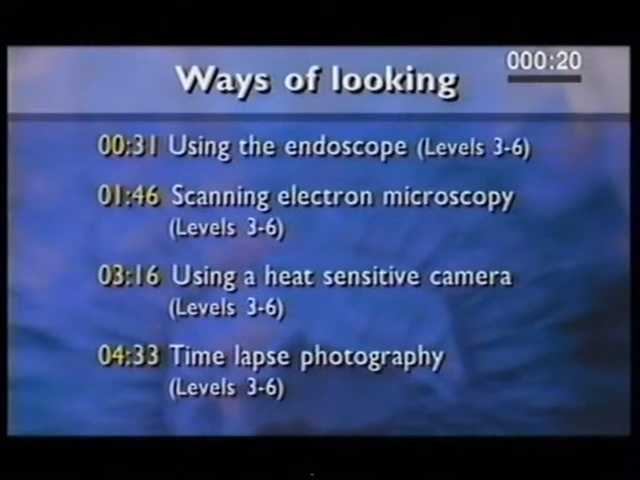 000:20
Ways of looking
00:31 Using the endoscope (Levels 3-6)
01:46 Scanning electron microscopy
(Levels 3-6)
03:16 Using a heat sensitive camera
(Levels 3-6)
04:33 Time lapse photography
(Levels 3-6)